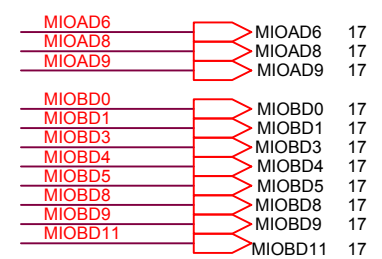 MIOAD6 MIOAD6 17
MIOAD8 MIOAD8 17
MIOAD9 MIOAD9 17
MIOBD0 MIOBD0 17
MIOBD1 MIOBD1 17
MIOBD3 MIOBD3 17
MIOBD4 MIOBD4 17
MIOBD5 MIOBD5 17
MIOBD8 MIOBD8 17
MIOBD9 MIOBD9 17
MIOBD11 MIOBD11 17